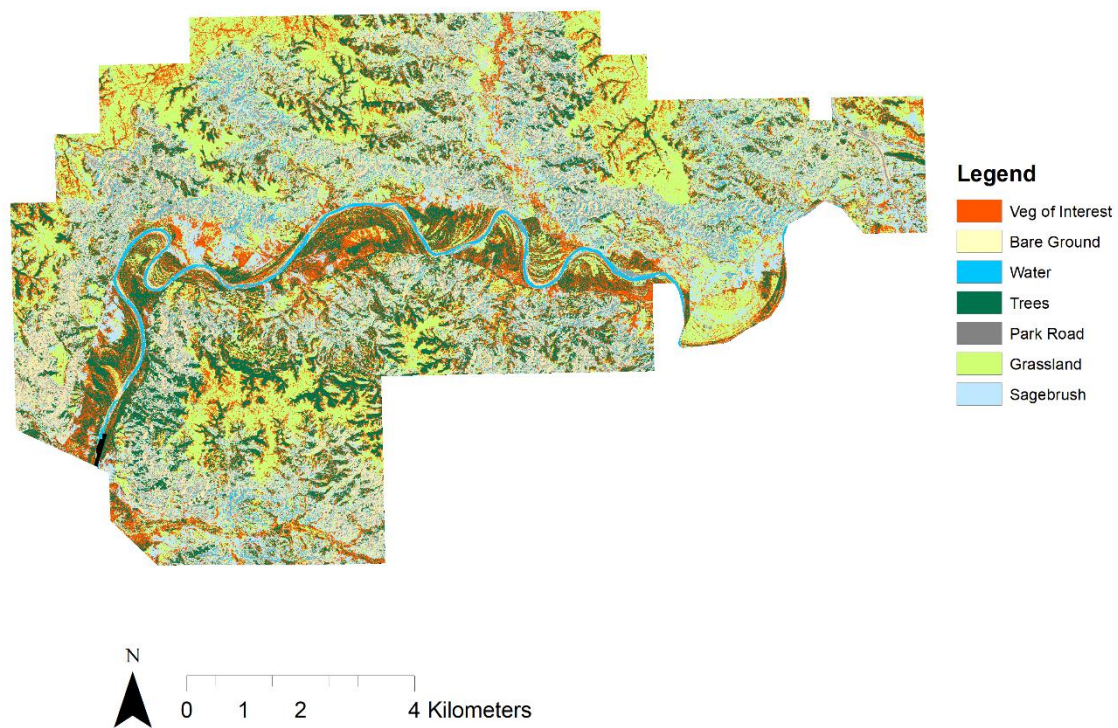 Legend
Veg of Interest
Bare Ground
Water
Trees
Park Road
Grassland
Sagebrush
N
0 1 2 4 Kilometers